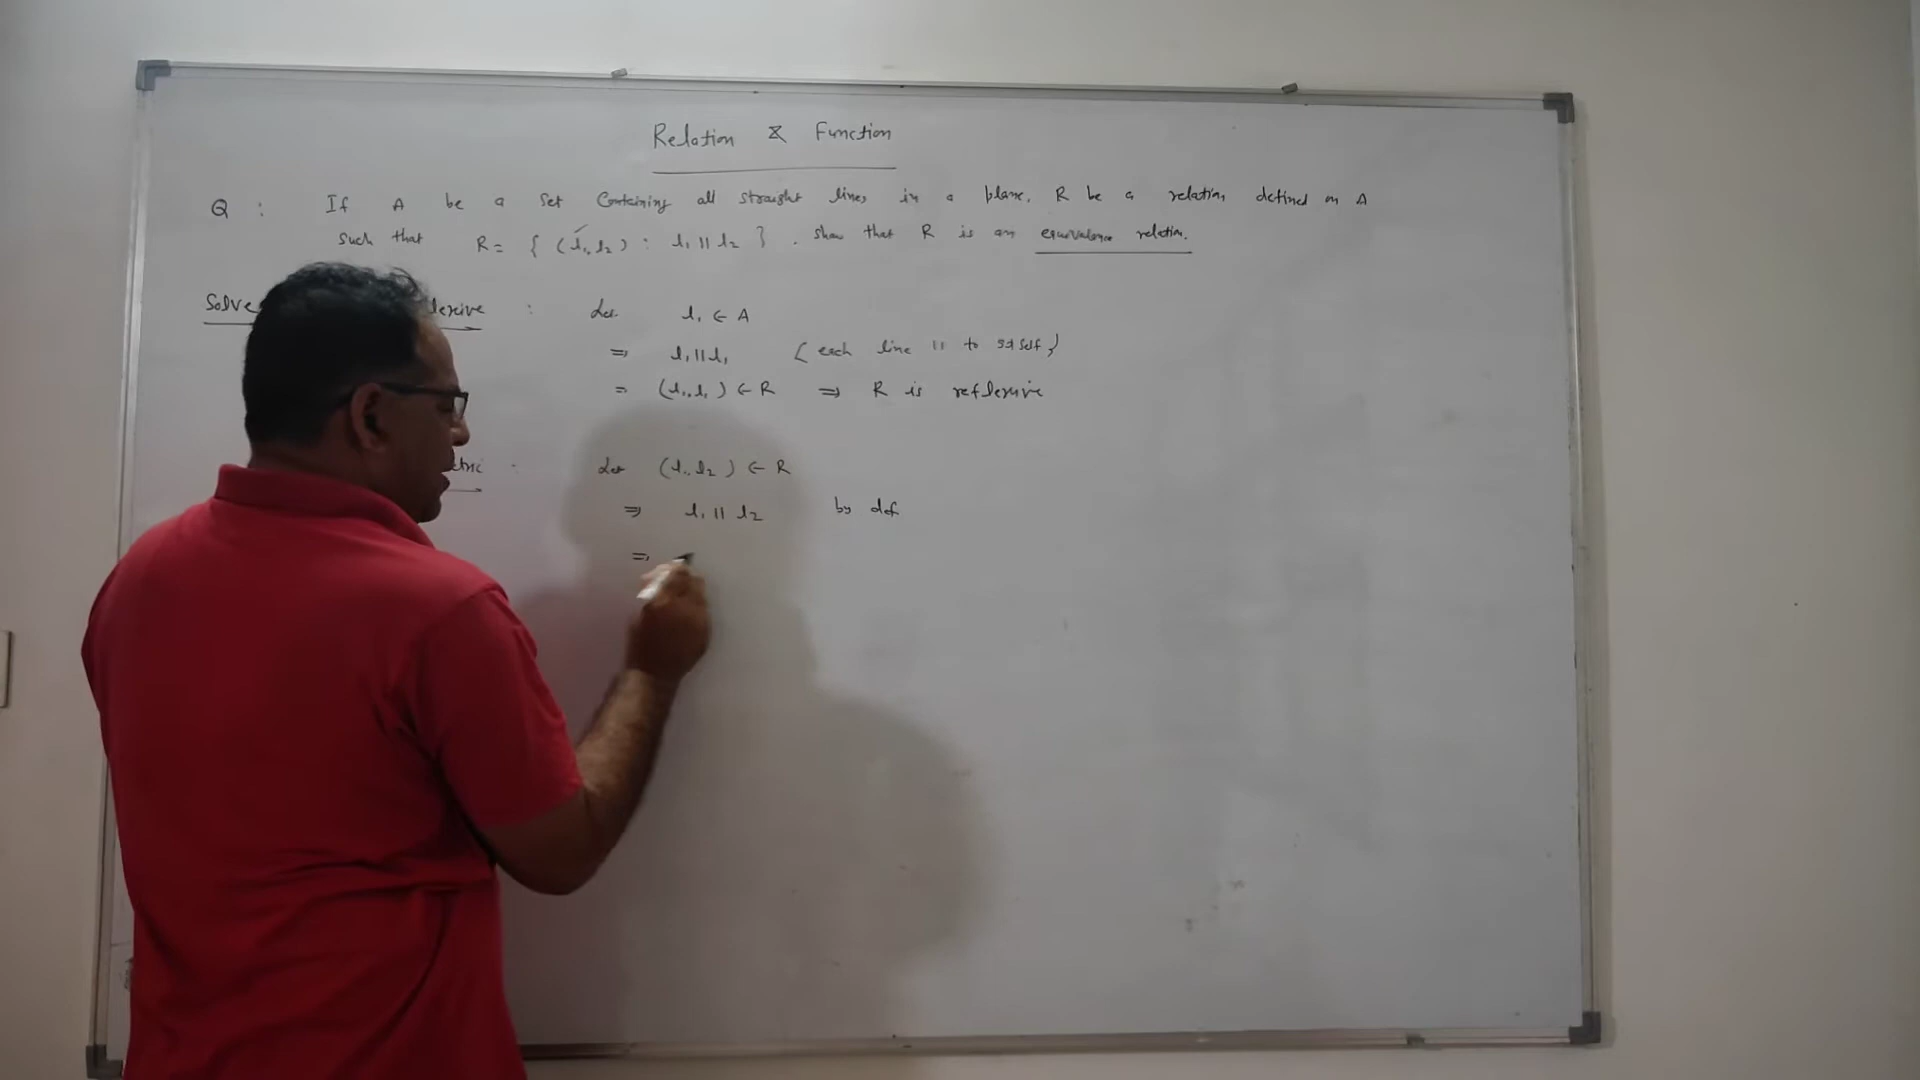 Relation & Function
Q : If A be a set Containing all straight lines in a plane. R be a relation defined on A
such that R = { (l₁, l₂) : l₁ || l₂ } . show that R is an equivalence relation.
Solve : Let l₁ ∈ A
⇒ l₁ || l₁ { each line || to itself }
⇒ (l₁, l₁) ∈ R ⇒ R is reflexive
: Let (l₁, l₂) ∈ R
⇒ l₁ || l₂ by def
⇒